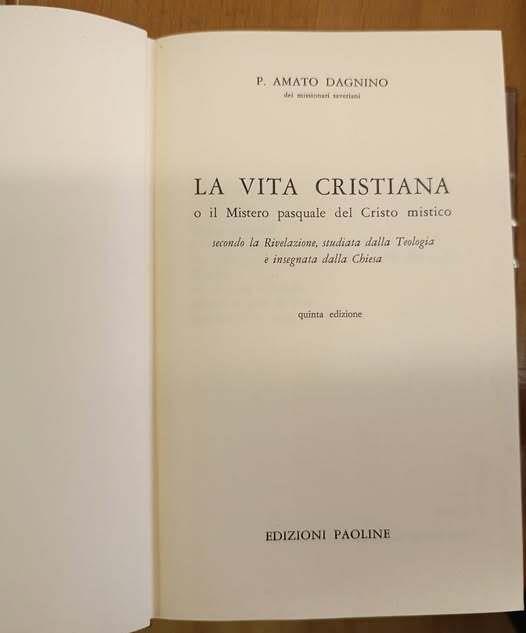 P. AMATO DAGNINO
dei missionari saveriani
LA VITA CRISTIANA
o il Mistero pasquale del Cristo mistico
secondo la Rivelazione, studiata dalla Teologia
e insegnata dalla Chiesa
quinta edizione
EDIZIONI PAOLINE